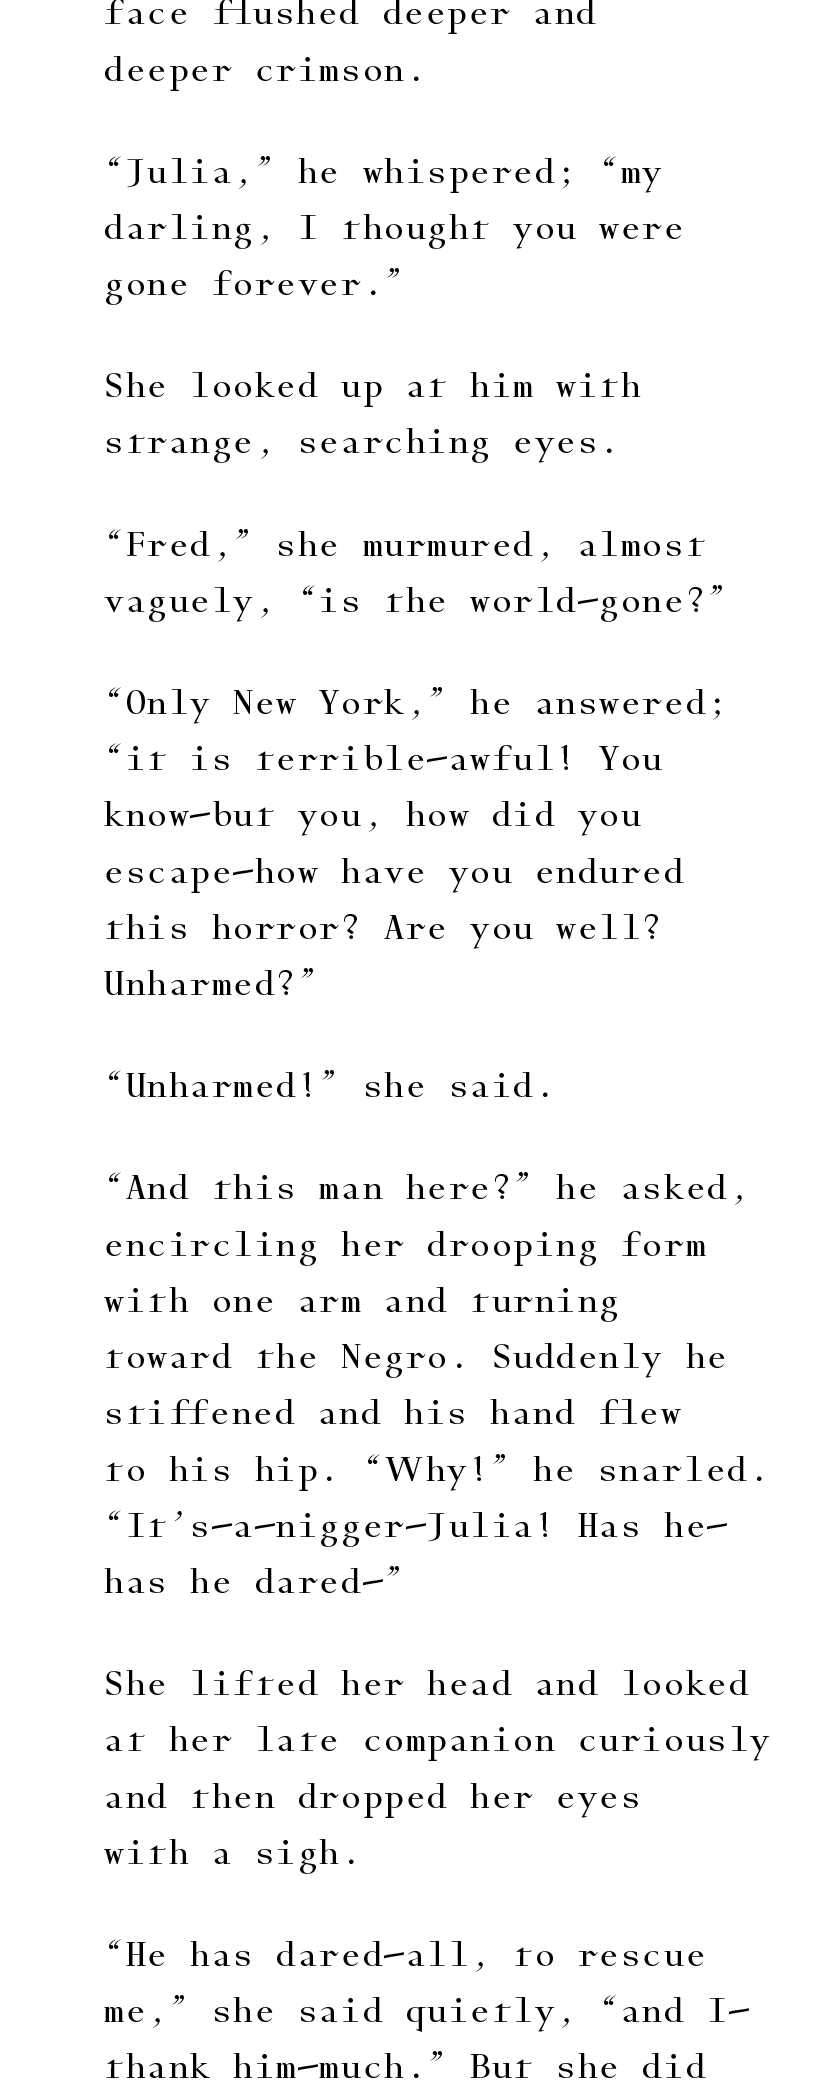 face flushed deeper and
deeper crimson.
“Julia,” he whispered; “my
darling, I thought you were
gone forever.”
She looked up at him with
strange, searching eyes.
“Fred,” she murmured, almost
vaguely, “is the world—gone?”
“Only New York,” he answered;
“it is terrible—awful! You
know—but you, how did you
escape—how have you endured
this horror? Are you well?
Unharmed?”
“Unharmed!” she said.
“And this man here?” he asked,
encircling her drooping form
with one arm and turning
toward the Negro. Suddenly he
stiffened and his hand flew
to his hip. “Why!” he snarled.
“It’s—a—nigger—Julia! Has he—
has he dared—”
She lifted her head and looked
at her late companion curiously
and then dropped her eyes
with a sigh.
“He has dared—all, to rescue
me,” she said quietly, “and I—
thank him—much.” But she did